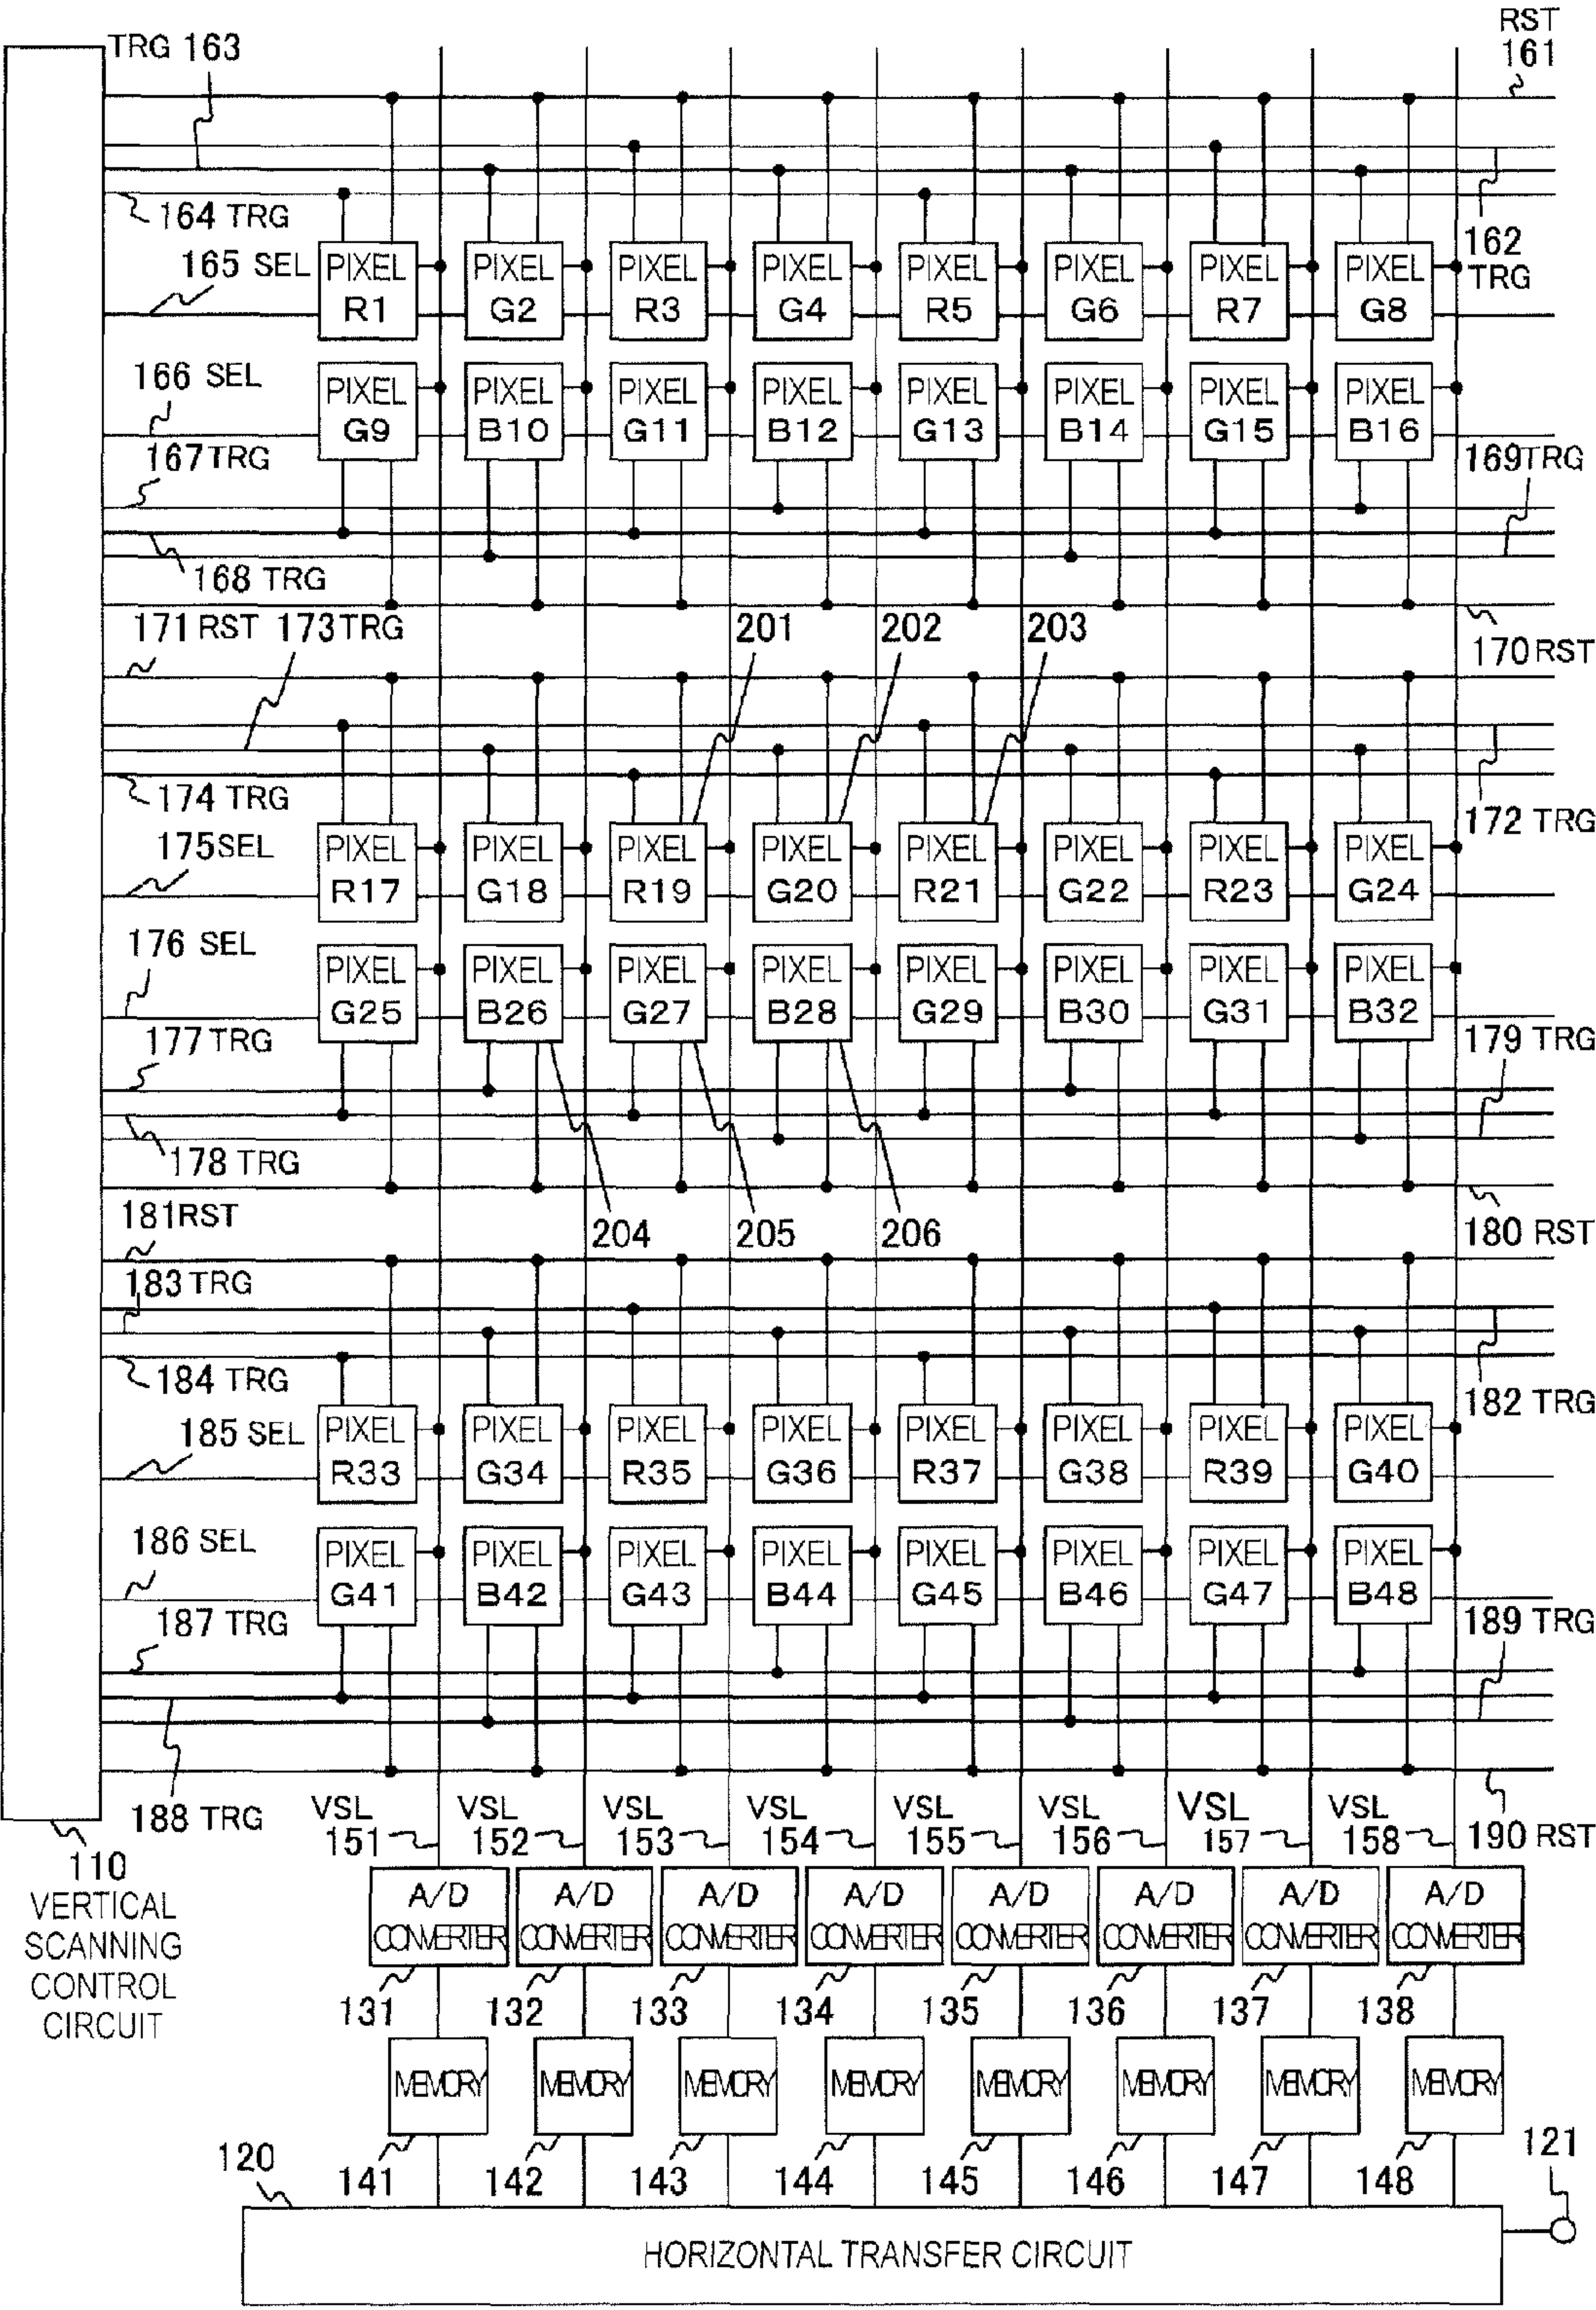 RST
TRG 163
161
164 TRG
162
TRG
165 SEL
PIXEL PIXEL PIXEL PIXEL PIXEL PIXEL PIXEL PIXEL
R1 G2 R3 G4 R5 G6 R7 G8
166 SEL
PIXEL PIXEL PIXEL PIXEL PIXEL PIXEL PIXEL PIXEL
G9 B10 G11 B12 G13 B14 G15 B16
167TRG
169TRG
168 TRG
171 RST 173TRG
201 202 203
170 RST
174 TRG
172 TRG
175SEL
PIXEL PIXEL PIXEL PIXEL PIXEL PIXEL PIXEL PIXEL
R17 G18 R19 G20 R21 G22 R23 G24
176 SEL
PIXEL PIXEL PIXEL PIXEL PIXEL PIXEL PIXEL PIXEL
G25 B26 G27 B28 G29 B30 G31 B32
177 TRG
179 TRG
178 TRG
181RST
204 205 206
180 RST
183 TRG
184 TRG
182 TRG
185 SEL
PIXEL PIXEL PIXEL PIXEL PIXEL PIXEL PIXEL PIXEL
R33 G34 R35 G36 R37 G38 R39 G40
186 SEL
PIXEL PIXEL PIXEL PIXEL PIXEL PIXEL PIXEL PIXEL
G41 B42 G43 B44 G45 B46 G47 B48
187 TRG
189 TRG
188 TRG
VSL VSL VSL VSL VSL VSL VSL VSL
151 152 153 154 155 156 157 158
190 RST
110
VERTICAL
SCANNING
CONTROL
CIRCUIT
A/D A/D A/D A/D A/D A/D A/D A/D
CONVERTER CONVERTER CONVERTER CONVERTER CONVERTER CONVERTER CONVERTER CONVERTER
131 132 133 134 135 136 137 138
MEMORY MEMORY MEMORY MEMORY MEMORY MEMORY MEMORY MEMORY
120
141 142 143 144 145 146 147 148
121
HORIZONTAL TRANSFER CIRCUIT